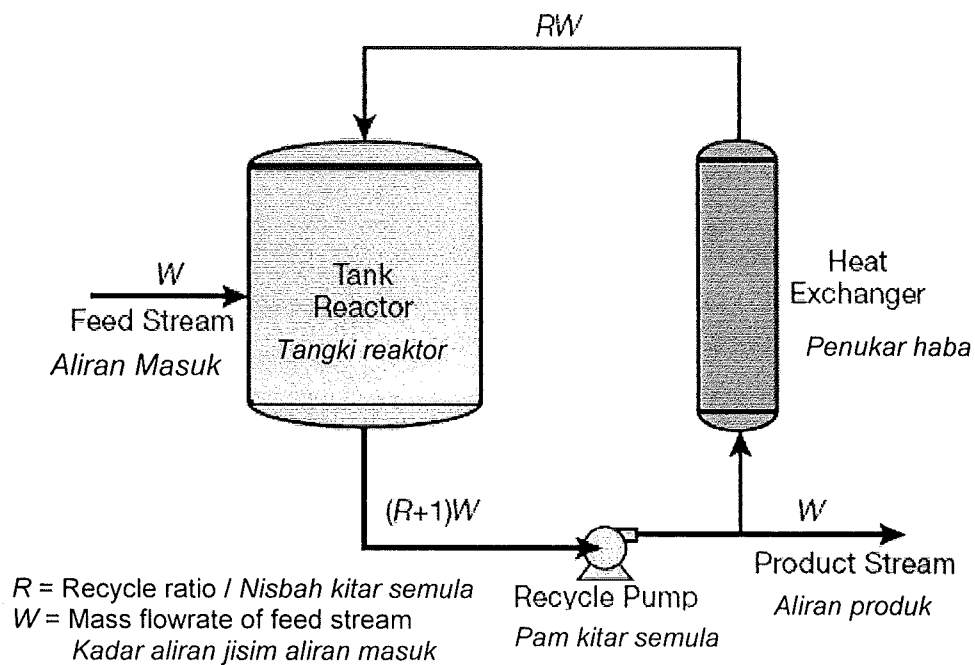 RW
W
Feed Stream
Aliran Masuk
Tank
Reactor
Tangki reaktor
Heat
Exchanger
Penukar haba
(R+1)W
W
Recycle Pump
Pam kitar semula
Product Stream
Aliran produk
R = Recycle ratio / Nisbah kitar semula
W = Mass flowrate of feed stream
Kadar aliran jisim aliran masuk